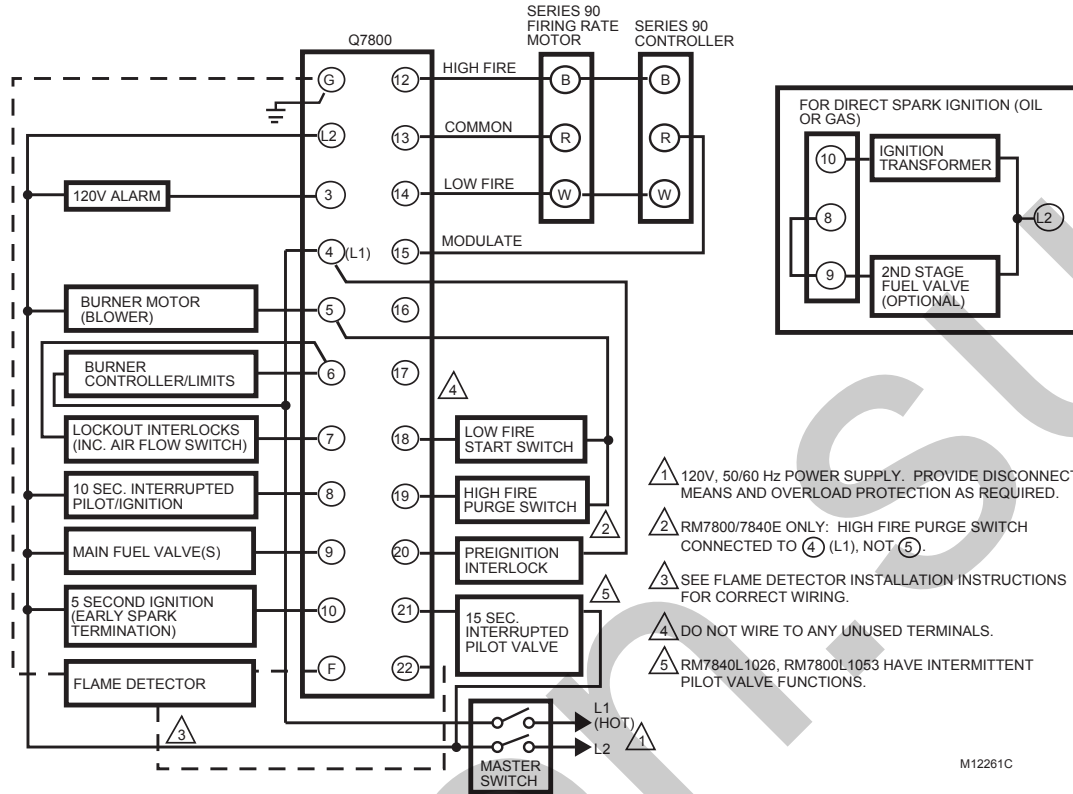 Q7800
SERIES 90
FIRING RATE
MOTOR
SERIES 90
CONTROLLER
G
L2
3
4
(L1)
5
6
7
8
9
10
F
12
13
14
15
16
17
18
19
20
21
22
HIGH FIRE
COMMON
LOW FIRE
MODULATE
B
R
W
B
R
W
120V ALARM
BURNER MOTOR
(BLOWER)
BURNER
CONTROLLER/LIMITS
LOCKOUT INTERLOCKS
(INC. AIR FLOW SWITCH)
10 SEC. INTERRUPTED
PILOT/IGNITION
MAIN FUEL VALVE(S)
5 SECOND IGNITION
(EARLY SPARK
TERMINATION)
FLAME DETECTOR
3
4
LOW FIRE
START SWITCH
HIGH FIRE
PURGE SWITCH
2
PREIGNITION
INTERLOCK
5
15 SEC.
INTERRUPTED
PILOT VALVE
L1
(HOT)
L2
1
MASTER
SWITCH
FOR DIRECT SPARK IGNITION (OIL
OR GAS)
10
8
9
IGNITION
TRANSFORMER
L2
2ND STAGE
FUEL VALVE
(OPTIONAL)
1 120V, 50/60 Hz POWER SUPPLY. PROVIDE DISCONNECT
MEANS AND OVERLOAD PROTECTION AS REQUIRED.
2 RM7800/7840E ONLY: HIGH FIRE PURGE SWITCH
CONNECTED TO 4 (L1), NOT 5.
3 SEE FLAME DETECTOR INSTALLATION INSTRUCTIONS
FOR CORRECT WIRING.
4 DO NOT WIRE TO ANY UNUSED TERMINALS.
5 RM7840L1026, RM7800L1053 HAVE INTERMITTENT
PILOT VALVE FUNCTIONS.
M12261C